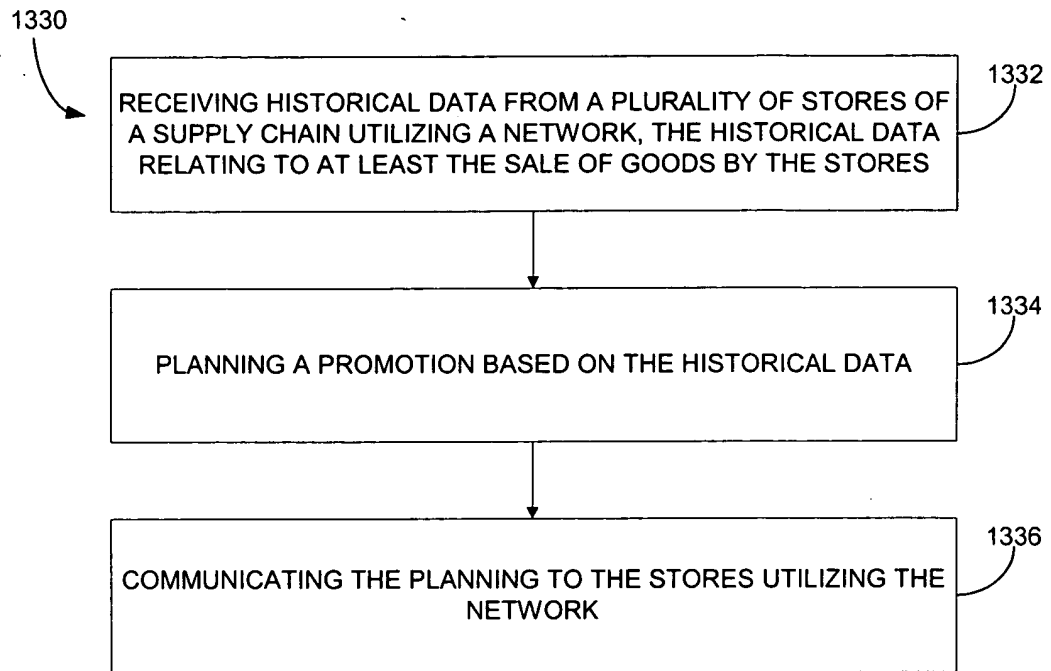 1330
1332
RECEIVING HISTORICAL DATA FROM A PLURALITY OF STORES OF
A SUPPLY CHAIN UTILIZING A NETWORK, THE HISTORICAL DATA
RELATING TO AT LEAST THE SALE OF GOODS BY THE STORES
1334
PLANNING A PROMOTION BASED ON THE HISTORICAL DATA
1336
COMMUNICATING THE PLANNING TO THE STORES UTILIZING THE
NETWORK